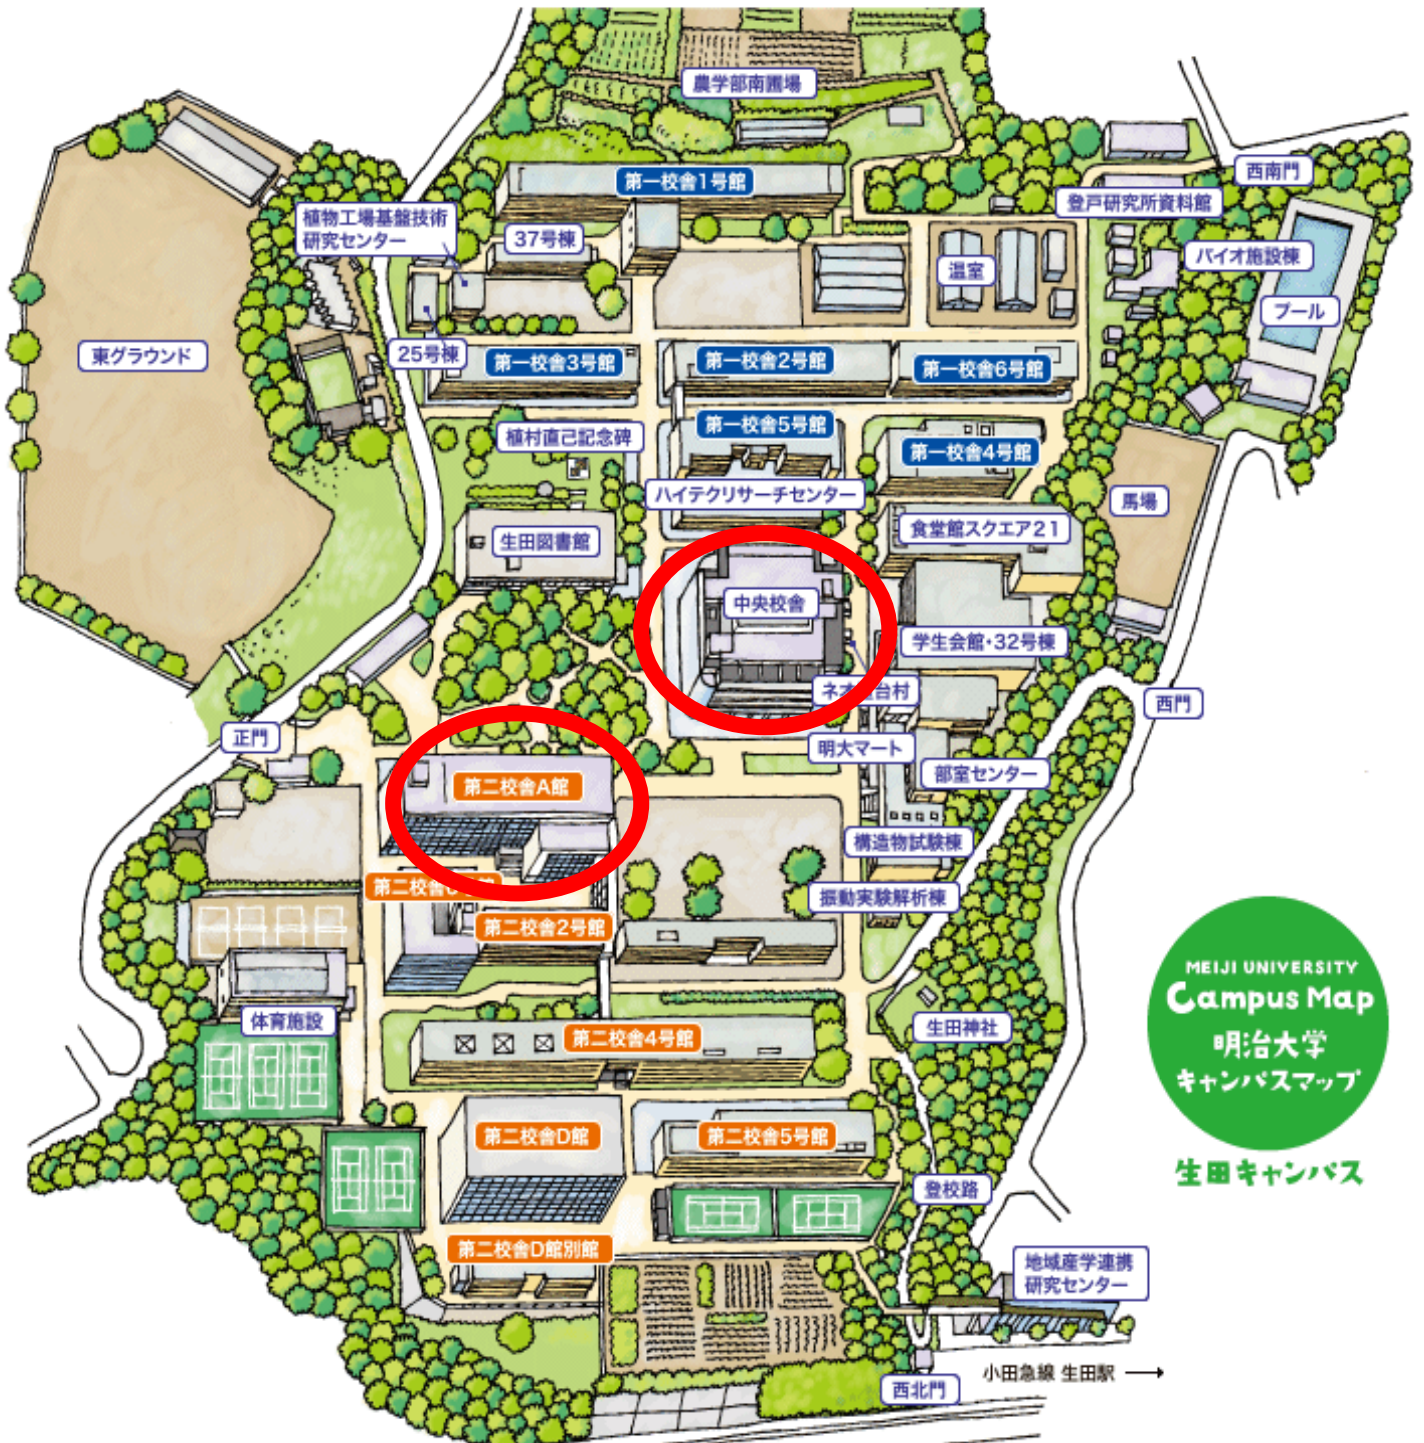 農学部南圃場
第一校舎1号館
西南門
登戸研究所資料館
植物工場基盤技術
研究センター
37号棟
バイオ施設棟
温室
プール
東グラウンド
25号棟
第一校舎3号館
第一校舎2号館
第一校舎6号館
植村直己記念碑
第一校舎5号館
第一校舎4号館
ハイテクリサーチセンター
馬場
生田図書館
食堂館スクエア21
中央校舎
学生会館・32号棟
台村
西門
正門
明大マート
部室センター
第二校舎A館
構造物試験棟
第二校舎
号館
振動実験解析棟
第二校舎2号館
MEIJI UNIVERSITY
Campus Map
明治大学
キャンパスマップ
生田キャンパス
体育施設
生田神社
第二校舎4号館
第二校舎D館
第二校舎5号館
登校路
第二校舎D館別館
地域産学連携
研究センター
小田急線 生田駅 →
西北門